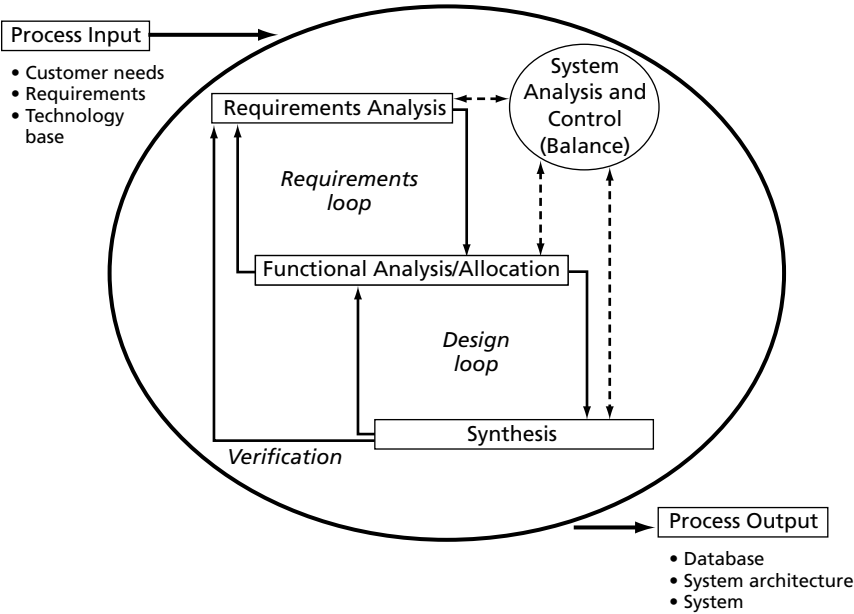 Process Input
• Customer needs
• Requirements
• Technology
base
System
Analysis and
Control
(Balance)
Requirements Analysis
Requirements
loop
Functional Analysis/Allocation
Design
loop
Synthesis
Verification
Process Output
• Database
• System architecture
• System